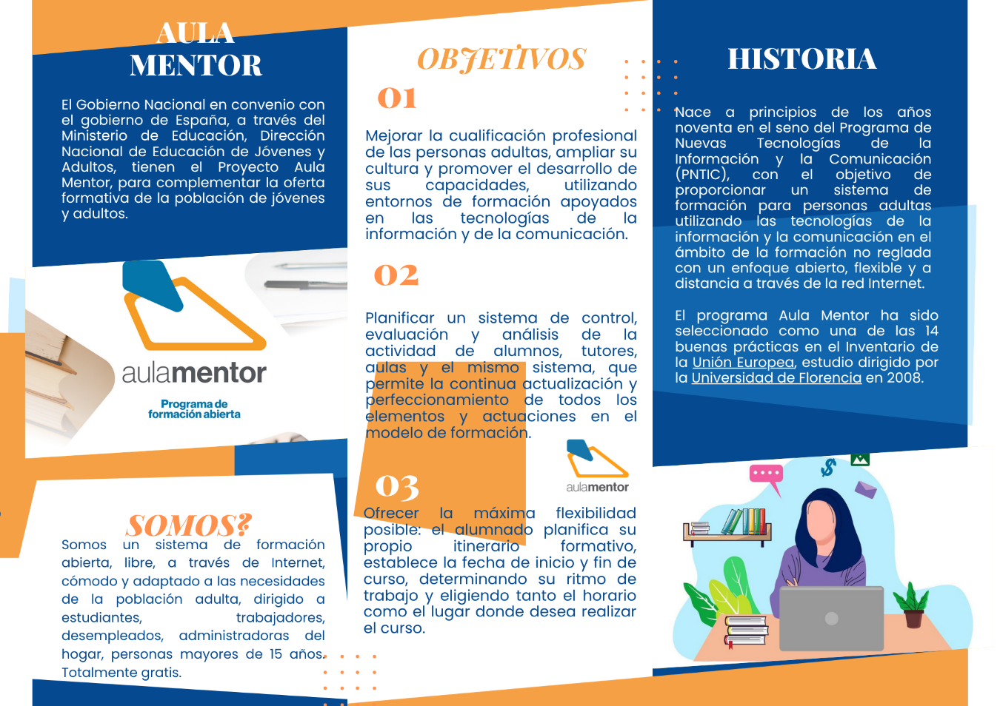 AULA
MENTOR
El Gobierno Nacional en convenio con
el gobierno de España, a través del
Ministerio de Educación, Dirección
Nacional de Educación de Jóvenes y
Adultos, tienen el Proyecto Aula
Mentor, para complementar la oferta
formativa de la población de jóvenes
y adultos.
aulamentor
Programa de
formación abierta
SOMOS?
Somos un sistema de formación
abierta, libre, a través de Internet,
cómodo y adaptado a las necesidades
de la población adulta, dirigido a
estudiantes, trabajadores,
desempleados, administradoras del
hogar, personas mayores de 15 años.
Totalmente gratis.
OBJETIVOS
01
Mejorar la cualificación profesional
de las personas adultas, ampliar su
cultura y promover el desarrollo de
sus capacidades, utilizando
entornos de formación apoyados
en las tecnologías de la
información y de la comunicación.
02
Planificar un sistema de control,
evaluación y análisis de la
actividad de alumnos, tutores,
aulas y el mismo sistema, que
permite la continua actualización y
perfeccionamiento de todos los
elementos y actuaciones en el
modelo de formación.
aulamentor
03
Ofrecer la máxima flexibilidad
posible: el alumnado planifica su
propio itinerario formativo,
establece la fecha de inicio y fin de
curso, determinando su ritmo de
trabajo y eligiendo tanto el horario
como el lugar donde desea realizar
el curso.
HISTORIA
Nace a principios de los años
noventa en el seno del Programa de
Nuevas Tecnologías de la
Información y la Comunicación
(PNTIC), con el objetivo de
proporcionar un sistema de
formación para personas adultas
utilizando las tecnologías de la
información y la comunicación en el
ámbito de la formación no reglada
con un enfoque abierto, flexible y a
distancia a través de la red Internet.
El programa Aula Mentor ha sido
seleccionado como una de las 14
buenas prácticas en el Inventario de
la Unión Europea, estudio dirigido por
la Universidad de Florencia en 2008.
$